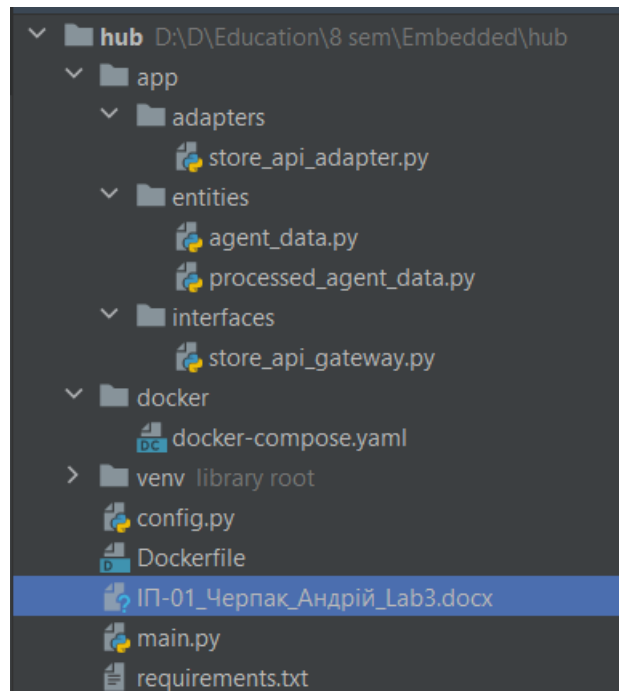 hub D:\D\Education\8 sem\Embedded\hub
app
adapters
store_api_adapter.py
entities
agent_data.py
processed_agent_data.py
interfaces
store_api_gateway.py
docker
DC docker-compose.yaml
venv library root
config.py
D Dockerfile
? ІП-01_Черпак_Андрій_Lab3.docx
main.py
requirements.txt